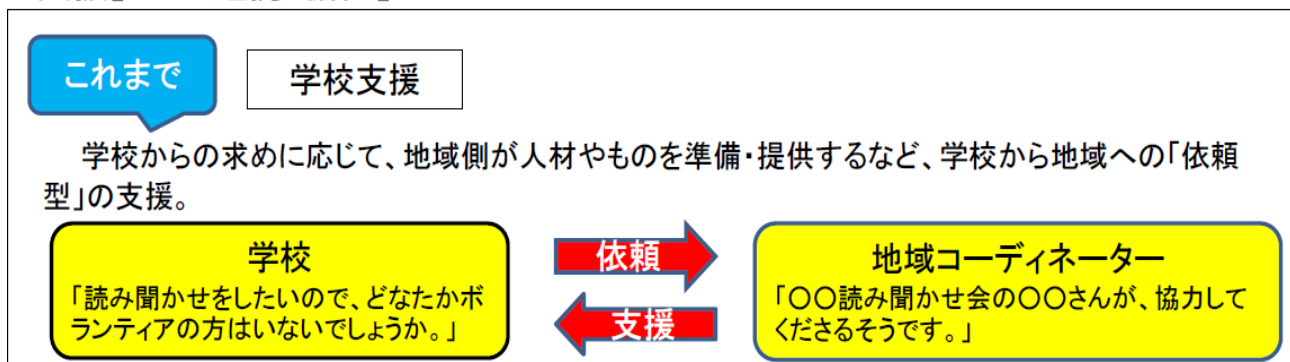 これまで
学校支援
学校からの求めに応じて、地域側が人材やものを準備・提供するなど、学校から地域への「依頼
型」の支援。
学校
「読み聞かせをしたいので、どなたかボ
ランティアの方はいないでしょうか。」
依頼
支援
地域コーディネーター
「〇〇読み聞かせ会の〇〇さんが、協力して
くださるそうです。」